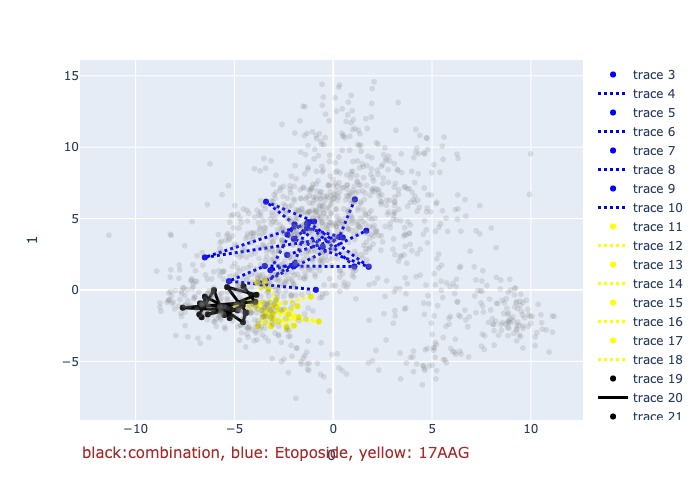 15
10
5
0
−5
1
−10
−5
0
5
10
0
black:combination, blue: Etoposide, yellow: 17AAG
trace 3
trace 4
trace 5
trace 6
trace 7
trace 8
trace 9
trace 10
trace 11
trace 12
trace 13
trace 14
trace 15
trace 16
trace 17
trace 18
trace 19
trace 20
trace 21